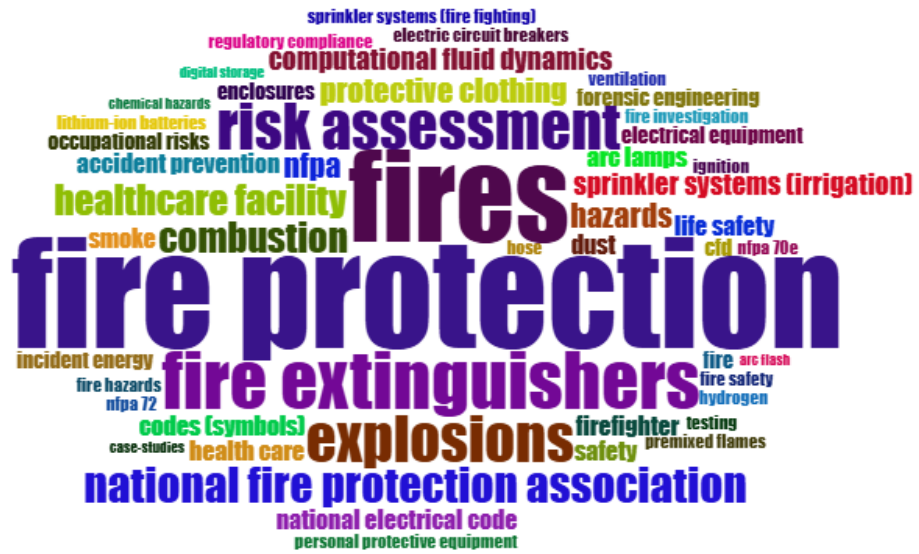 sprinkler systems (fire fighting)
regulatory compliance electric circuit breakers
computational fluid dynamics
digital storage ventilation
enclosures protective clothing forensic engineering
chemical hazards
lithium-ion batteries risk assessment fire investigation
occupational risks electrical equipment
accident prevention nfpa arc lamps ignition
fires
healthcare facility sprinkler systems (irrigation)
hazards life safety
smoke combustion hose dust cfd nfpa 70e
fire protection
incident energy fire arc flash
fire hazards fire extinguishers fire safety
nfpa 72 hydrogen
codes (symbols) firefighter testing
case-studies health care explosions safety premixed flames
national fire protection association
national electrical code
personal protective equipment